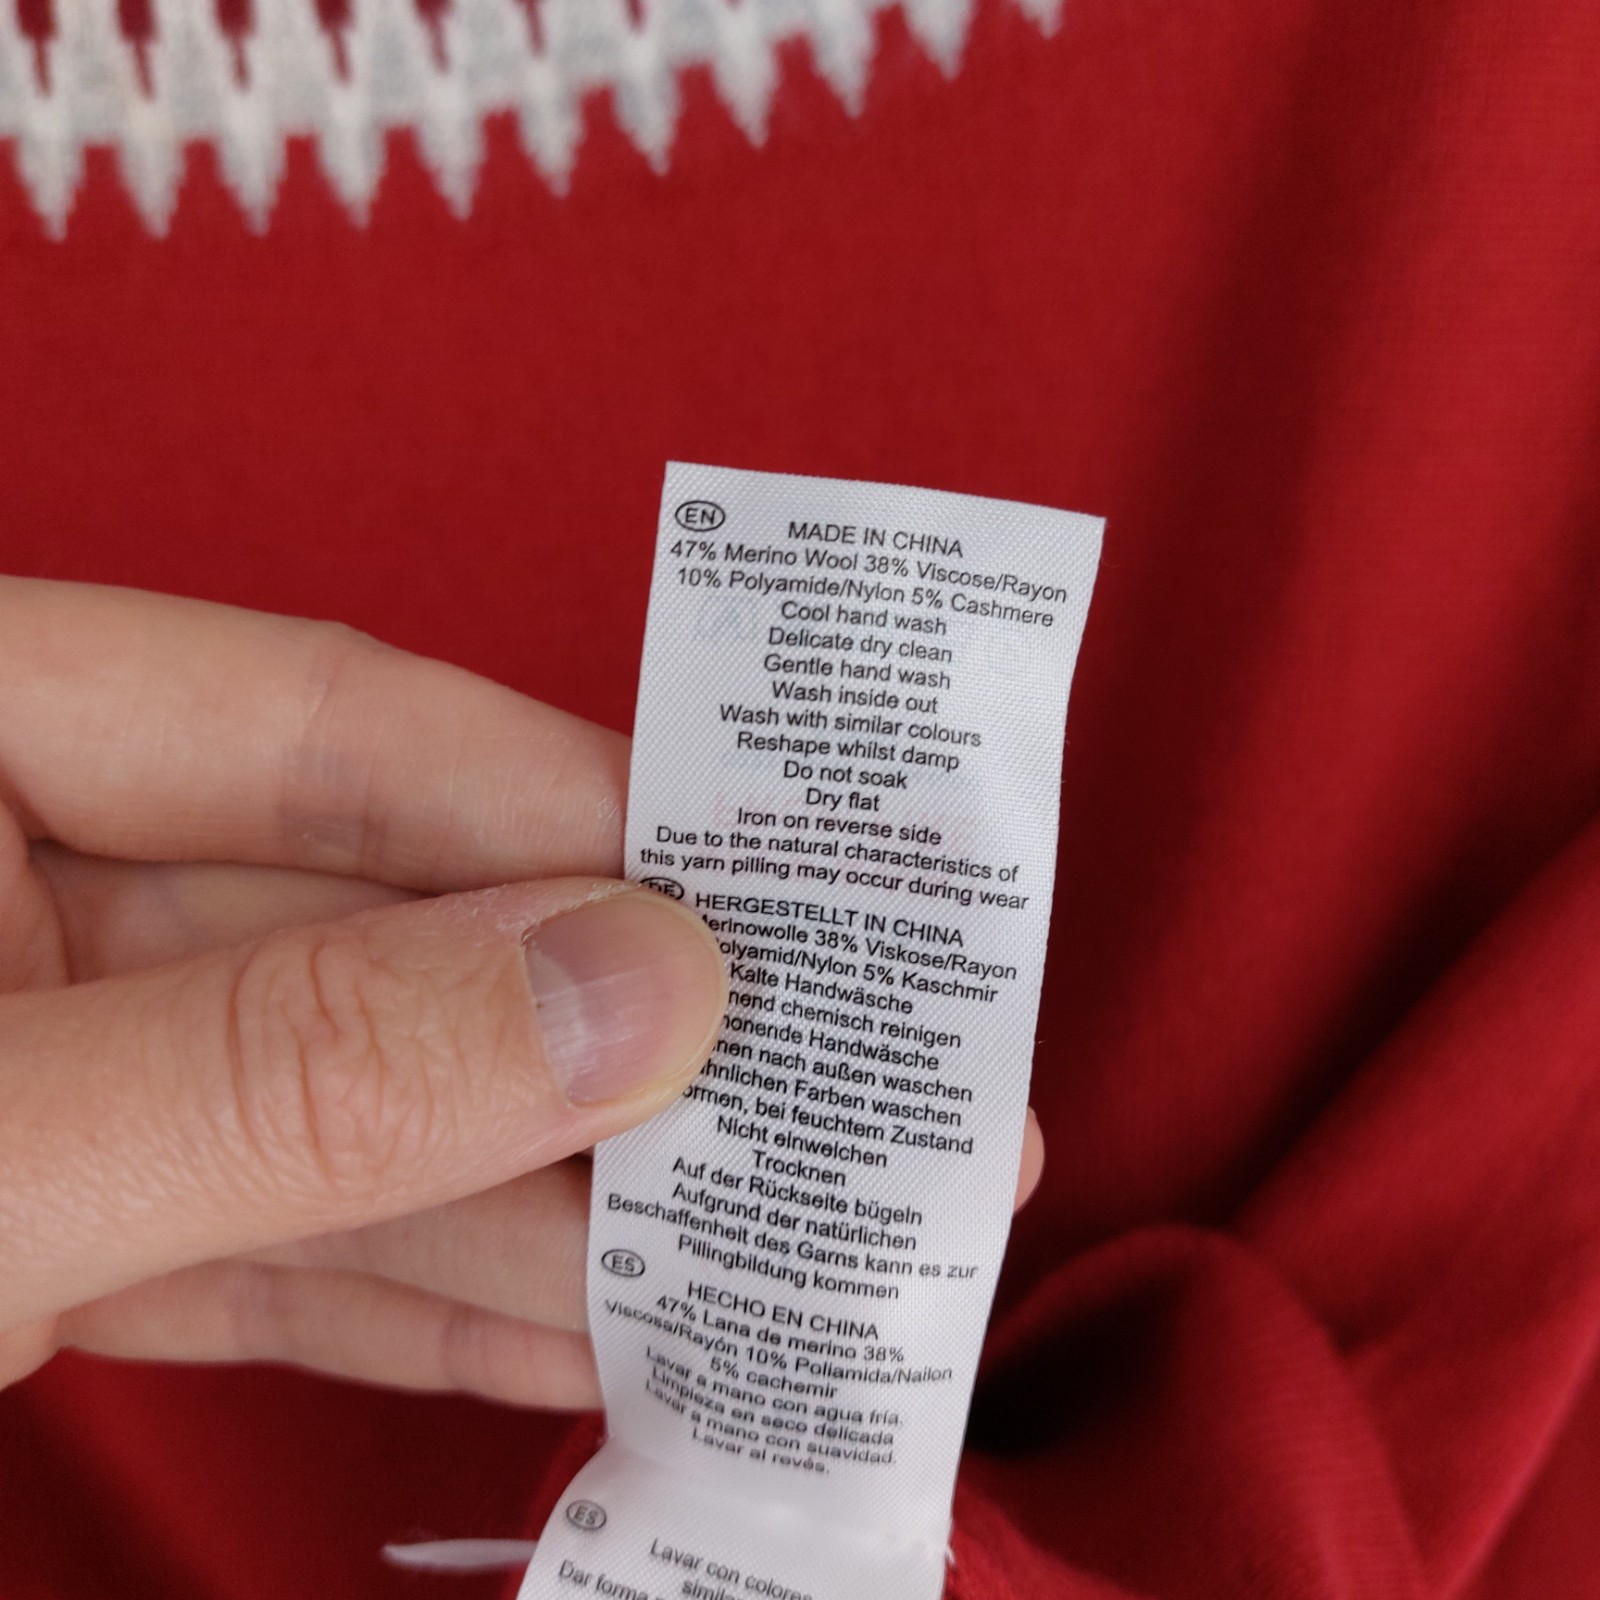 EN
MADE IN CHINA
47% Merino Wool 38% Viscose/Rayon
10% Polyamide/Nylon 5% Cashmere
Cool hand wash
Delicate dry clean
Gentle hand wash
Wash inside out
Wash with similar colours
Reshape whilst damp
Do not soak
Dry flat
Iron on reverse side
Due to the natural characteristics of
this yarn pilling may occur during wear
DE
HERGESTELLT IN CHINA
38% Viskose/Rayon
5% Kaschmir
Kalte Handwäsche
chemisch reinigen
Handwäsche
nach außen waschen
Farben waschen
bei feuchtem Zustand
Nicht einweichen
Trocknen
Auf der Rückseite bügeln
Aufgrund der natürlichen
Beschaffenheit des Garns kann es zur
Pillingbildung kommen
ES
HECHO EN CHINA
47% Lana de merino 38%
Viscosa/Rayón 10% Poliamida/Nailon
5% cachemir
Lavar a mano con agua fría.
Limpieza en seco delicada
Lavar a mano con suavidad.
Lavar al revés.
ES
Lavar con colores
Dar forma